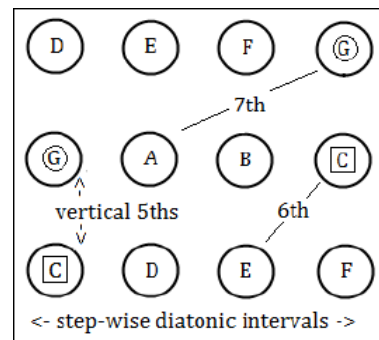 D E F G
7th
G A B C
vertical 5ths 6th
C D E F
<- step-wise diatonic intervals ->